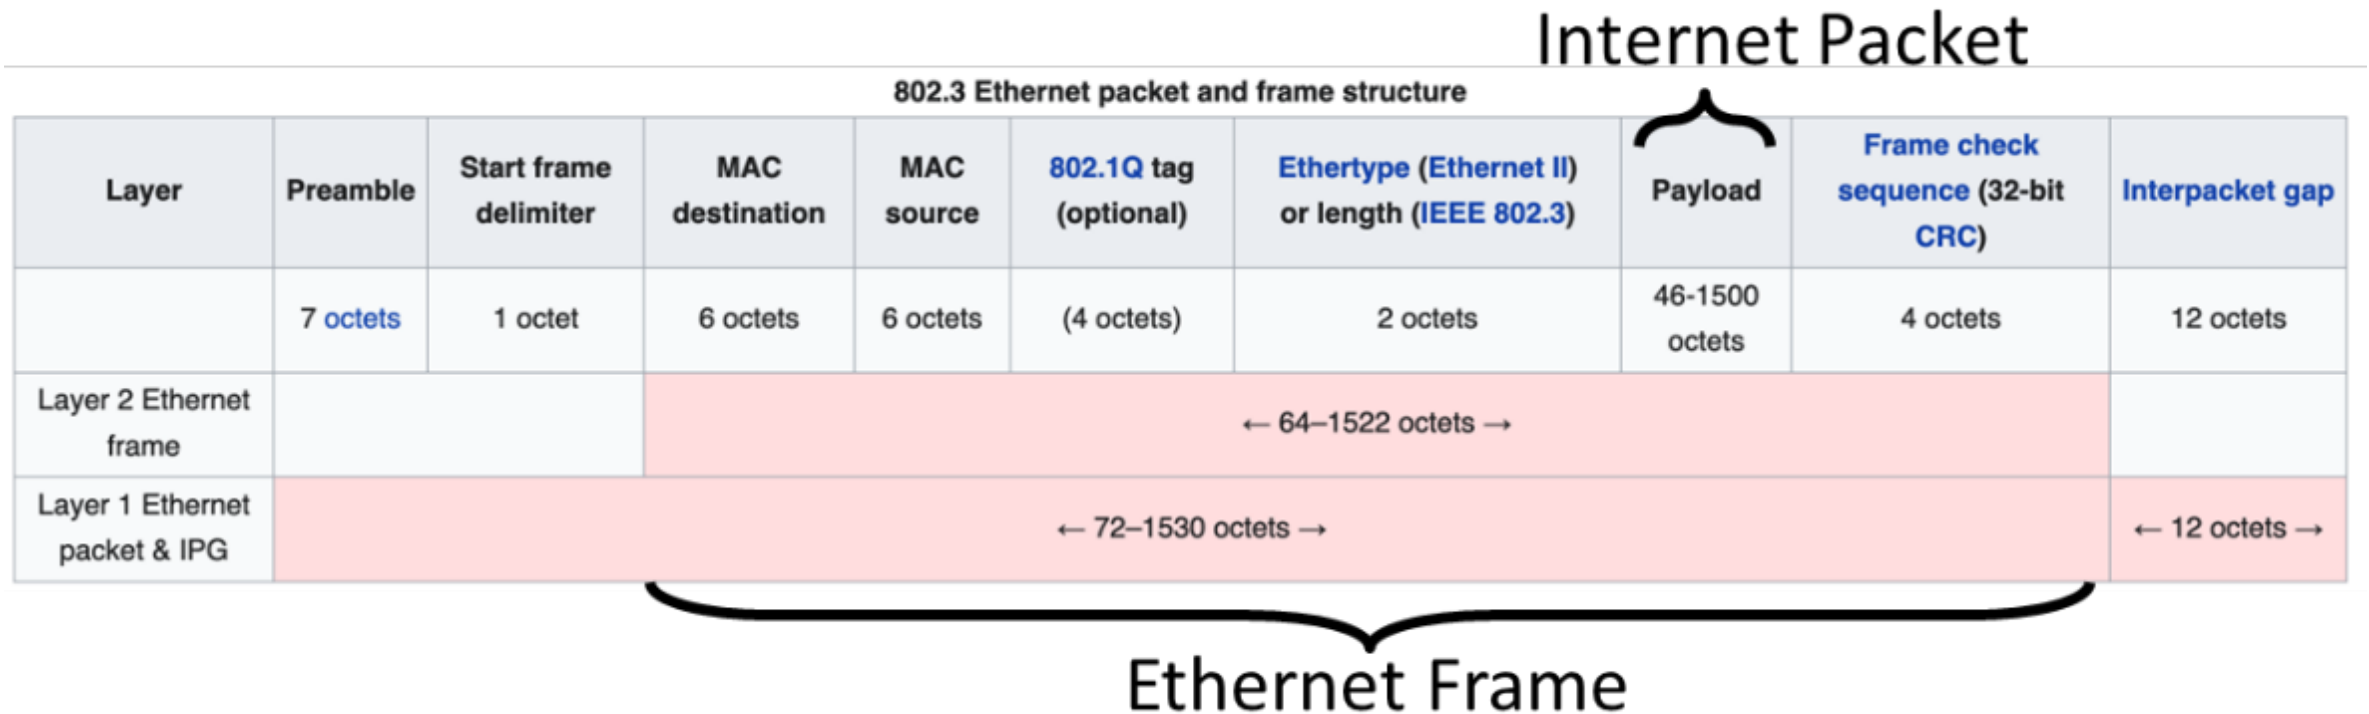 Internet Packet
802.3 Ethernet packet and frame structure
Layer
Preamble
Start frame
delimiter
MAC
destination
MAC
source
802.1Q tag
(optional)
Ethertype (Ethernet II)
or length (IEEE 802.3)
Payload
Frame check
sequence (32-bit
CRC)
Interpacket gap
7 octets
1 octet
6 octets
6 octets
(4 octets)
2 octets
46-1500
octets
4 octets
12 octets
Layer 2 Ethernet
frame
← 64–1522 octets →
Layer 1 Ethernet
packet & IPG
← 72–1530 octets →
← 12 octets →
Ethernet Frame